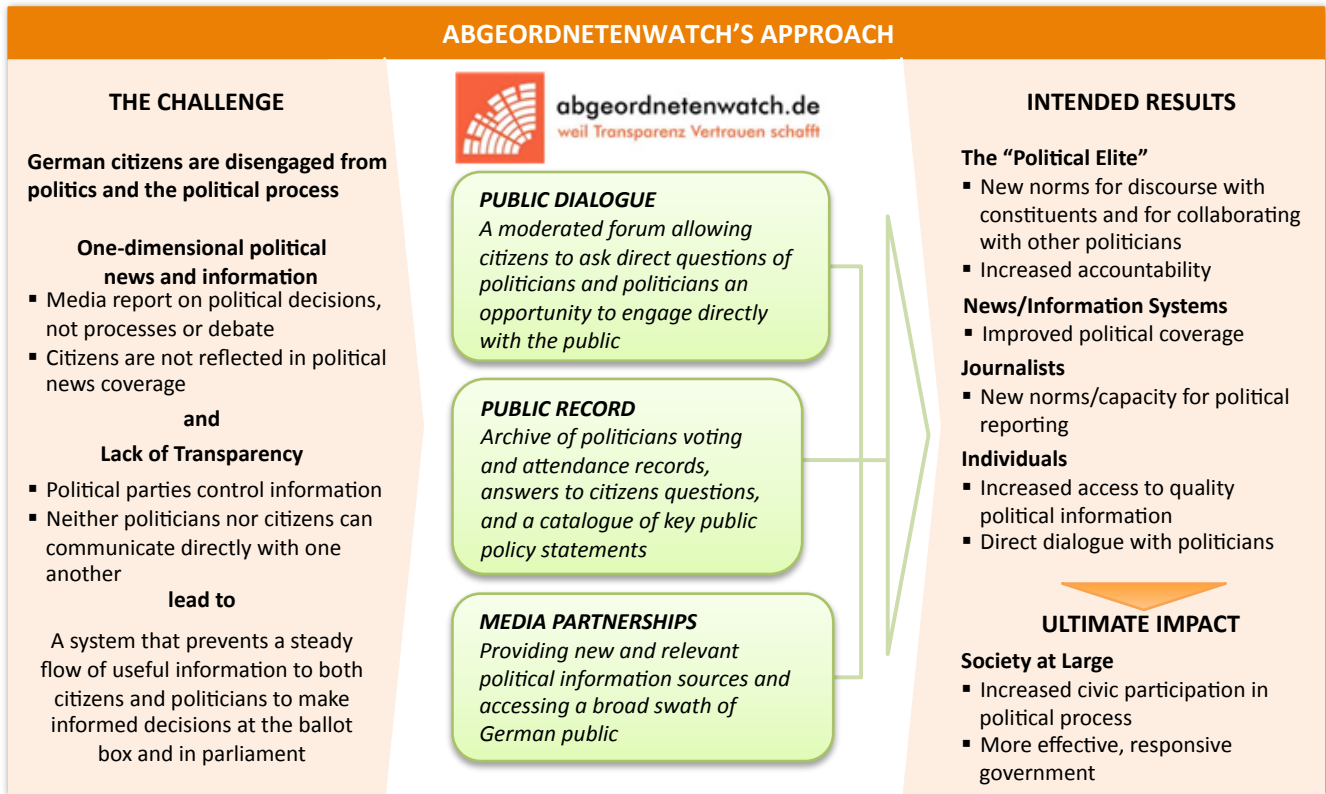 ABGEORDNETENWATCH'S APPROACH
THE CHALLENGE
German citizens are disengaged from
politics and the political process
One-dimensional political
news and information
▪ Media report on political decisions,
not processes or debate
▪ Citizens are not reflected in political
news coverage
and
Lack of Transparency
▪ Political parties control information
▪ Neither politicians nor citizens can
communicate directly with one
another
lead to
A system that prevents a steady
flow of useful information to both
citizens and politicians to make
informed decisions at the ballot
box and in parliament
abgeordnetenwatch.de
weil Transparenz Vertrauen schafft
PUBLIC DIALOGUE
A moderated forum allowing
citizens to ask direct questions of
politicians and politicians an
opportunity to engage directly
with the public
PUBLIC RECORD
Archive of politicians voting
and attendance records,
answers to citizens questions,
and a catalogue of key public
policy statements
MEDIA PARTNERSHIPS
Providing new and relevant
political information sources and
accessing a broad swath of
German public
INTENDED RESULTS
The "Political Elite"
▪ New norms for discourse with
constituents and for collaborating
with other politicians
▪ Increased accountability
News/Information Systems
▪ Improved political coverage
Journalists
▪ New norms/capacity for political
reporting
Individuals
▪ Increased access to quality
political information
▪ Direct dialogue with politicians
ULTIMATE IMPACT
Society at Large
▪ Increased civic participation in
political process
▪ More effective, responsive
government